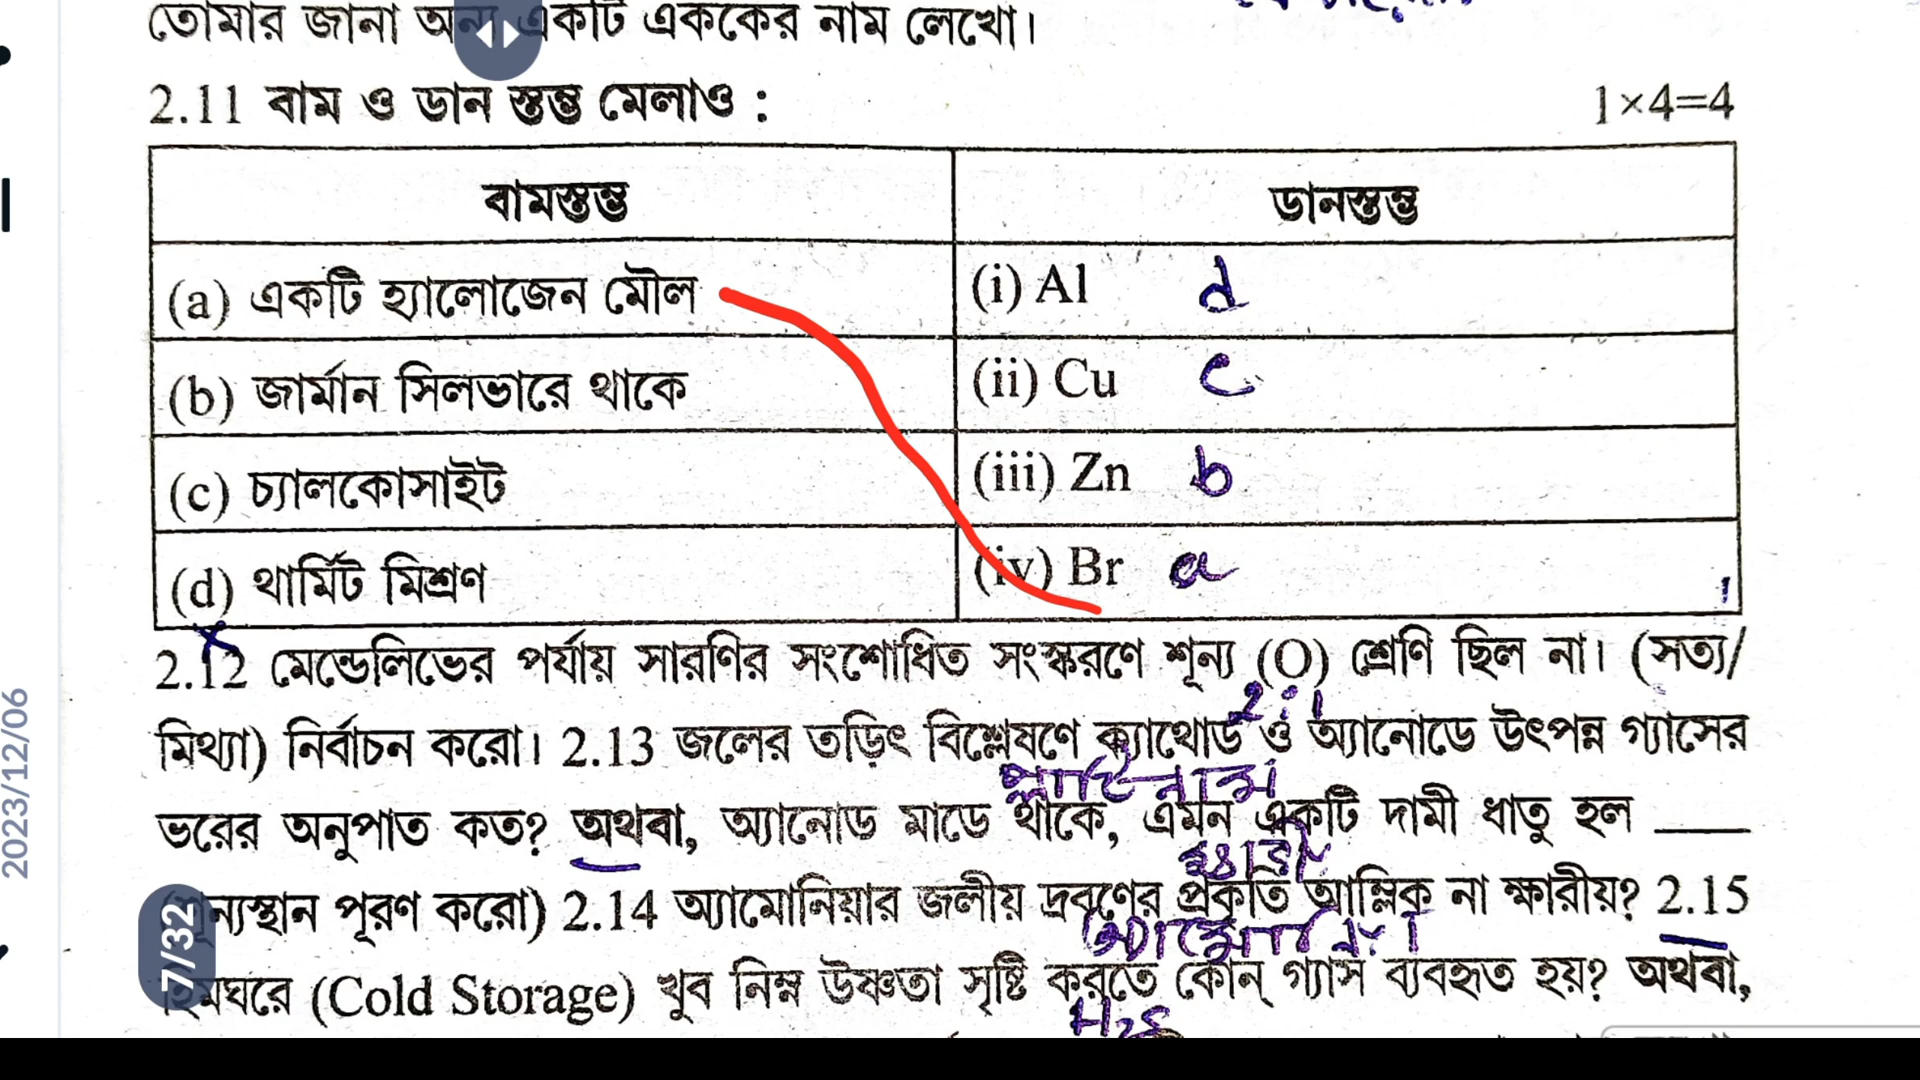 তোমার জানা অন্য একটি এককের নাম লেখো।
2.11 বাম ও ডান স্তম্ভ মেলাও : 1×4=4
বামস্তম্ভ ডানস্তম্ভ
(a) একটি হ্যালোজেন মৌল (i) Al d
(b) জার্মান সিলভারে থাকে (ii) Cu c
(c) চ্যালকোসাইট (iii) Zn b
(d) থার্মিট মিশ্রণ (iv) Br a
2.12 মেন্ডেলিভের পর্যায় সারণির সংশোধিত সংস্করণে শূন্য (O) শ্রেণি ছিল না। (সত্য/
মিথ্যা) নির্বাচন করো। 2.13 জলের তড়িৎ বিশ্লেষণে ক্যাথোড ও অ্যানোডে উৎপন্ন গ্যাসের
প্লাটিনাম
ভরের অনুপাত কত? অথবা, অ্যানোড মাডে থাকে, এমন একটি দামী ধাতু হল ____
(শূন্যস্থান পূরণ করো) 2.14 অ্যামোনিয়ার জলীয় দ্রবণের প্রকৃতি আম্লিক না ক্ষারীয়? 2.15
অ্যামোনিয়া
হিমঘরে (Cold Storage) খুব নিম্ন উষ্ণতা সৃষ্টি করতে কোন্ গ্যাস ব্যবহৃত হয়? অথবা,
H₂S
2023/12/06
7/32